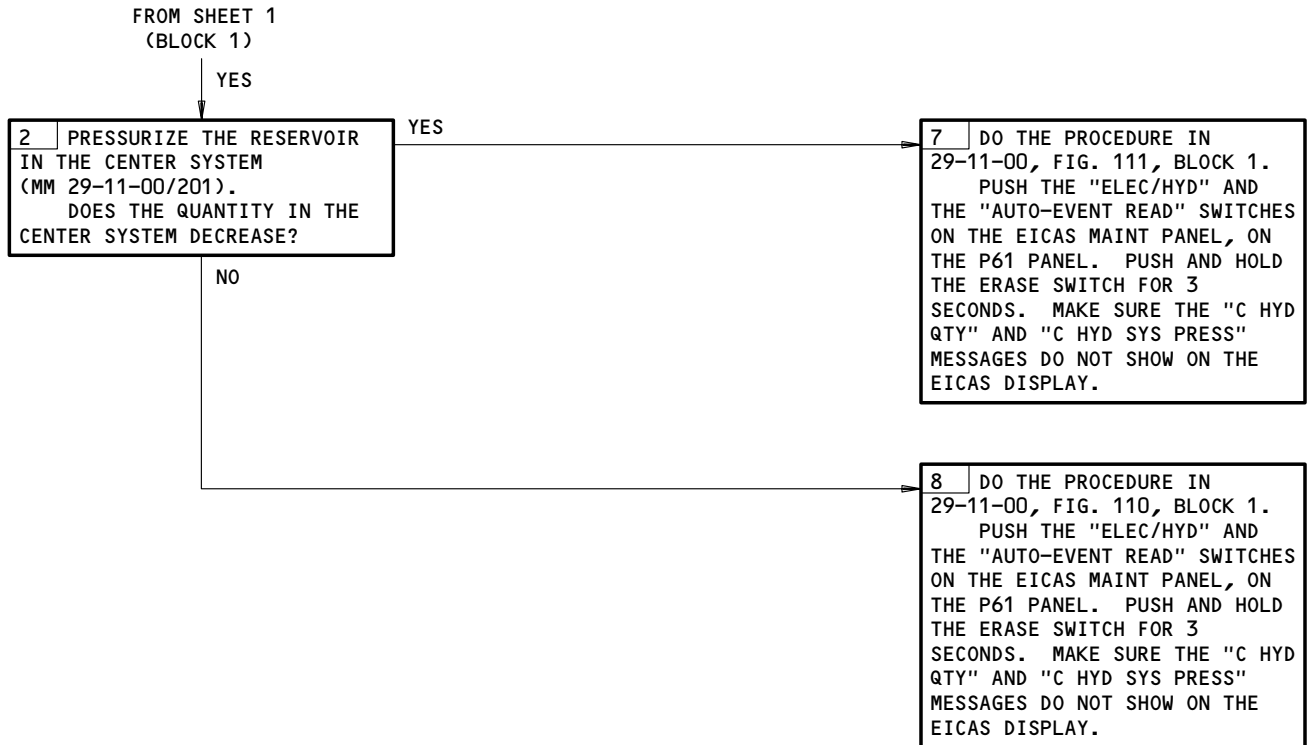 FROM SHEET 1
(BLOCK 1)
YES
2 PRESSURIZE THE RESERVOIR
IN THE CENTER SYSTEM
(MM 29-11-00/201).
DOES THE QUANTITY IN THE
CENTER SYSTEM DECREASE?
YES
NO
7 DO THE PROCEDURE IN
29-11-00, FIG. 111, BLOCK 1.
PUSH THE "ELEC/HYD" AND
THE "AUTO-EVENT READ" SWITCHES
ON THE EICAS MAINT PANEL, ON
THE P61 PANEL. PUSH AND HOLD
THE ERASE SWITCH FOR 3
SECONDS. MAKE SURE THE "C HYD
QTY" AND "C HYD SYS PRESS"
MESSAGES DO NOT SHOW ON THE
EICAS DISPLAY.
8 DO THE PROCEDURE IN
29-11-00, FIG. 110, BLOCK 1.
PUSH THE "ELEC/HYD" AND
THE "AUTO-EVENT READ" SWITCHES
ON THE EICAS MAINT PANEL, ON
THE P61 PANEL. PUSH AND HOLD
THE ERASE SWITCH FOR 3
SECONDS. MAKE SURE THE "C HYD
QTY" AND "C HYD SYS PRESS"
MESSAGES DO NOT SHOW ON THE
EICAS DISPLAY.